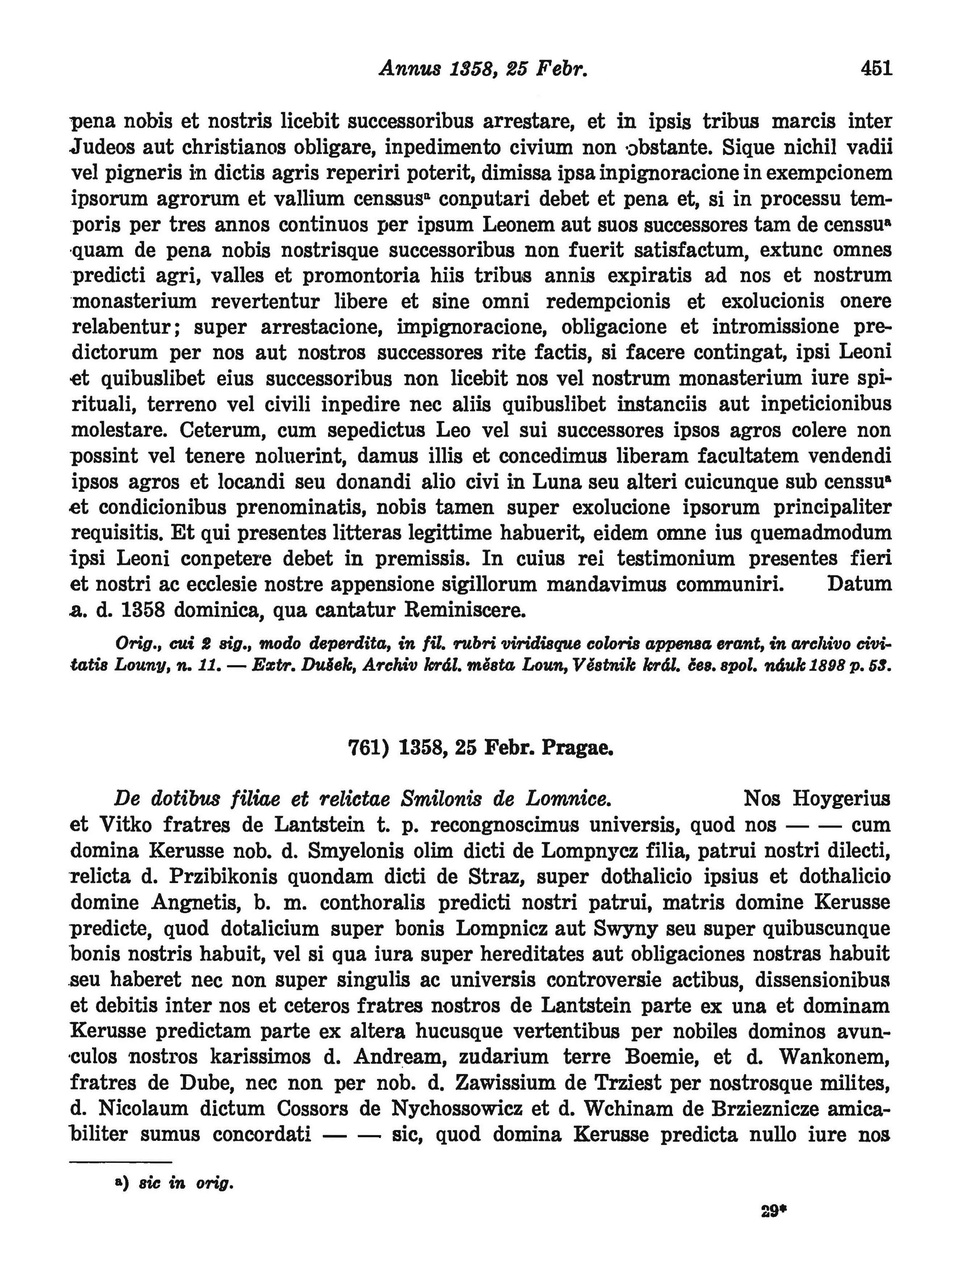 Annus 1358, 25 Febr. 451
pena nobis et nostris licebit successoribus arrestare, et in ipsis tribus marcis inter
Judeos aut christianos obligare, inpedimento civium non obstante. Sique nichil vadii
vel pigneris in dictis agris reperiri poterit, dimissa ipsa inpignoracione in exempcionem
ipsorum agrorum et vallium censsusᵃ conputari debet et pena et, si in processu tem-
poris per tres annos continuos per ipsum Leonem aut suos successores tam de censsuᵃ
quam de pena nobis nostrisque successoribus non fuerit satisfactum, extunc omnes
predicti agri, valles et promontoria hiis tribus annis expiratis ad nos et nostrum
monasterium revertentur libere et sine omni redempcionis et exolucionis onere
relabentur; super arrestacione, impignoracione, obligacione et intromissione pre-
dictorum per nos aut nostros successores rite factis, si facere contingat, ipsi Leoni
et quibuslibet eius successoribus non licebit nos vel nostrum monasterium iure spi-
rituali, terreno vel civili inpedire nec aliis quibuslibet instanciis aut inpeticionibus
molestare. Ceterum, cum sepedictus Leo vel sui successores ipsos agros colere non
possint vel tenere noluerint, damus illis et concedimus liberam facultatem vendendi
ipsos agros et locandi seu donandi alio civi in Luna seu alteri cuicunque sub censsuᵃ
et condicionibus prenominatis, nobis tamen super exolucione ipsorum principaliter
requisitis. Et qui presentes litteras legittime habuerit, eidem omne ius quemadmodum
ipsi Leoni conpetere debet in premissis. In cuius rei testimonium presentes fieri
et nostri ac ecclesie nostre appensione sigillorum mandavimus communiri. Datum
a. d. 1358 dominica, qua cantatur Reminiscere.
Orig., cui 2 sig., modo deperdita, in fil. rubri viridisque coloris appensa erant, in archivo civi-
tatis Louny, n. 11. — Extr. Dušek, Archiv král. města Loun, Věstník král. čes. spol. náuk 1898 p. 53.
761) 1358, 25 Febr. Pragae.
De dotibus filiae et relictae Smilonis de Lomnice. Nos Hoygerius
et Vitko fratres de Lantstein t. p. recongnoscimus universis, quod nos — — cum
domina Kerusse nob. d. Smyelonis olim dicti de Lompnycz filia, patrui nostri dilecti,
relicta d. Przibikonis quondam dicti de Straz, super dothalicio ipsius et dothalicio
domine Angnetis, b. m. conthoralis predicti nostri patrui, matris domine Kerusse
predicte, quod dotalicium super bonis Lompnicz aut Swyny seu super quibuscunque
bonis nostris habuit, vel si qua iura super hereditates aut obligaciones nostras habuit
seu haberet nec non super singulis ac universis controversie actibus, dissensionibus
et debitis inter nos et ceteros fratres nostros de Lantstein parte ex una et dominam
Kerusse predictam parte ex altera hucusque vertentibus per nobiles dominos avun-
culos nostros karissimos d. Andream, zudarium terre Boemie, et d. Wankonem,
fratres de Dube, nec non per nob. d. Zawissium de Trziest per nostrosque milites,
d. Nicolaum dictum Cossors de Nychossowicz et d. Wchinam de Brzieznicze amica-
biliter sumus concordati — — sic, quod domina Kerusse predicta nullo iure nos
ᵃ) sic in orig.
29*